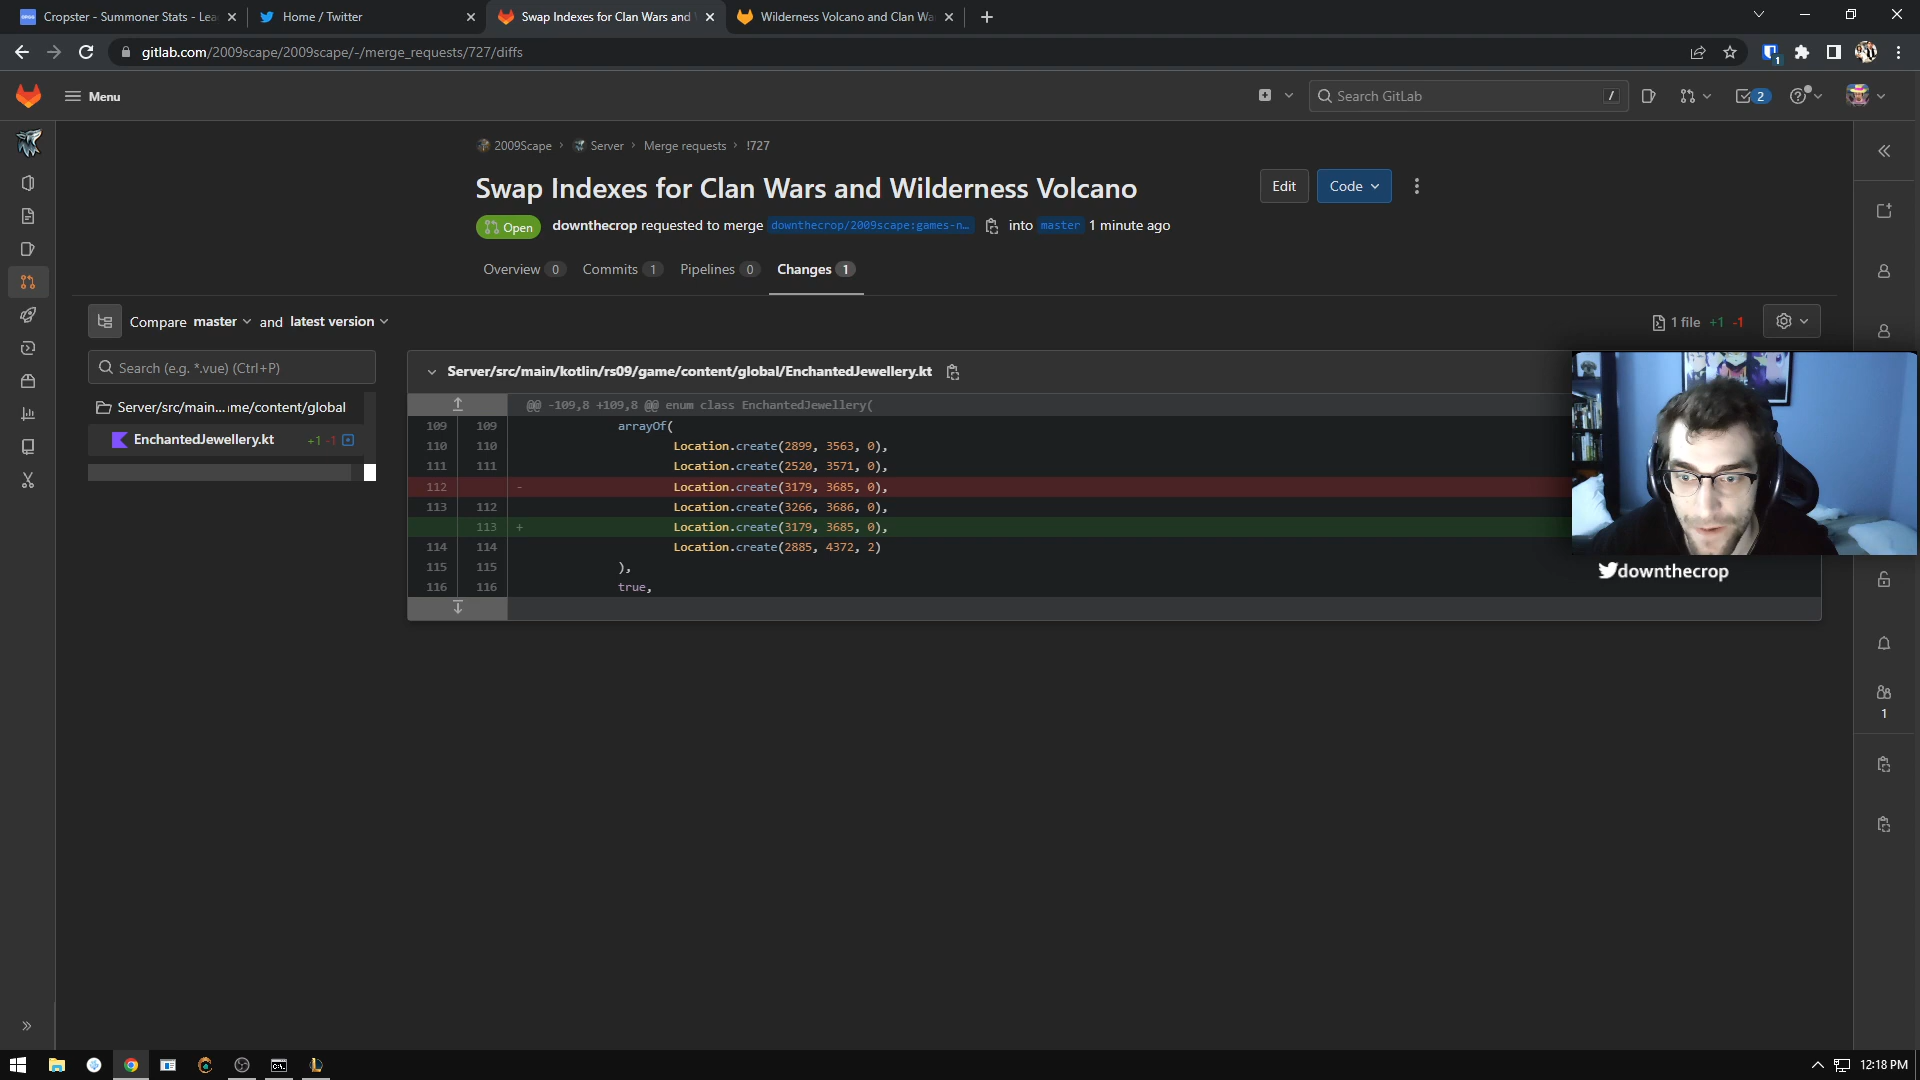 Cropster - Summoner Stats - Lea
Home / Twitter
Swap Indexes for Clan Wars and
Wilderness Volcano and Clan Wa
gitlab.com/2009scape/2009scape/-/merge_requests/727/diffs
1
Menu
Search GitLab
/
2
2009Scape › Server › Merge requests › !727
Swap Indexes for Clan Wars and Wilderness Volcano
Edit
Code
Open
downthecrop requested to merge downthecrop/2009scape:games-n... into master 1 minute ago
Overview 0
Commits 1
Pipelines 0
Changes 1
Compare master and latest version
1 file +1 -1
Search (e.g. *.vue) (Ctrl+P)
Server/src/main...me/content/global
EnchantedJewellery.kt +1 -1
Server/src/main/kotlin/rs09/game/content/global/EnchantedJewellery.kt
@@ -109,8 +109,8 @@ enum class EnchantedJewellery(
109 109 arrayOf(
110 110 Location.create(2899, 3563, 0),
111 111 Location.create(2520, 3571, 0),
112 - Location.create(3179, 3685, 0),
113 112 Location.create(3266, 3686, 0),
113 + Location.create(3179, 3685, 0),
114 114 Location.create(2885, 4372, 2)
115 115 ),
116 116 true,
downthecrop
1
12:18 PM